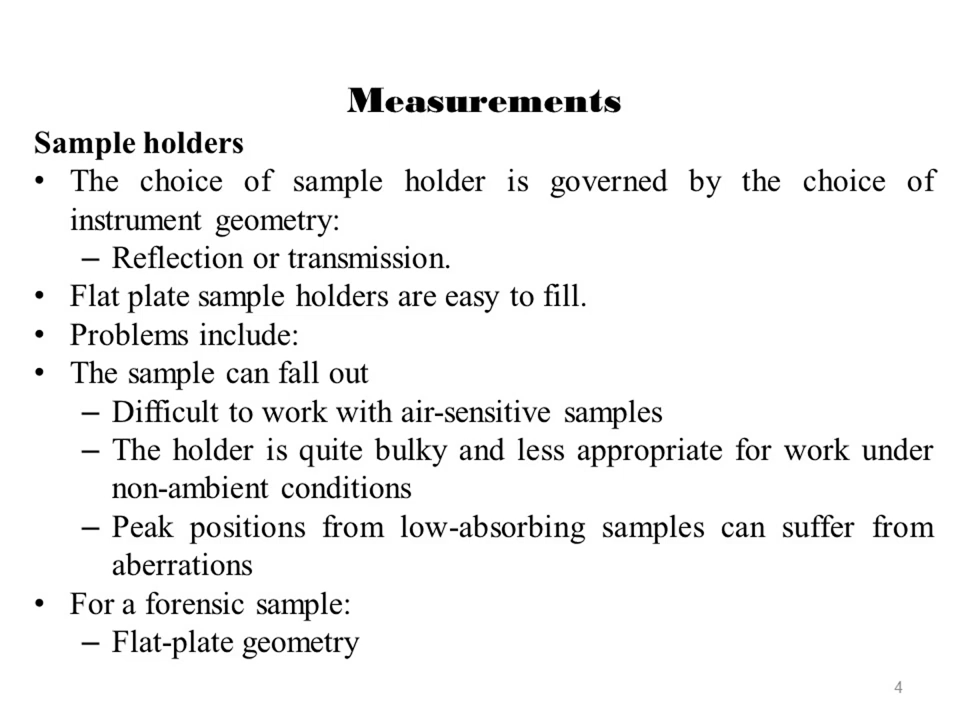 Measurements
Sample holders
• The choice of sample holder is governed by the choice of
instrument geometry:
– Reflection or transmission.
• Flat plate sample holders are easy to fill.
• Problems include:
• The sample can fall out
– Difficult to work with air-sensitive samples
– The holder is quite bulky and less appropriate for work under
non-ambient conditions
– Peak positions from low-absorbing samples can suffer from
aberrations
• For a forensic sample:
– Flat-plate geometry
4